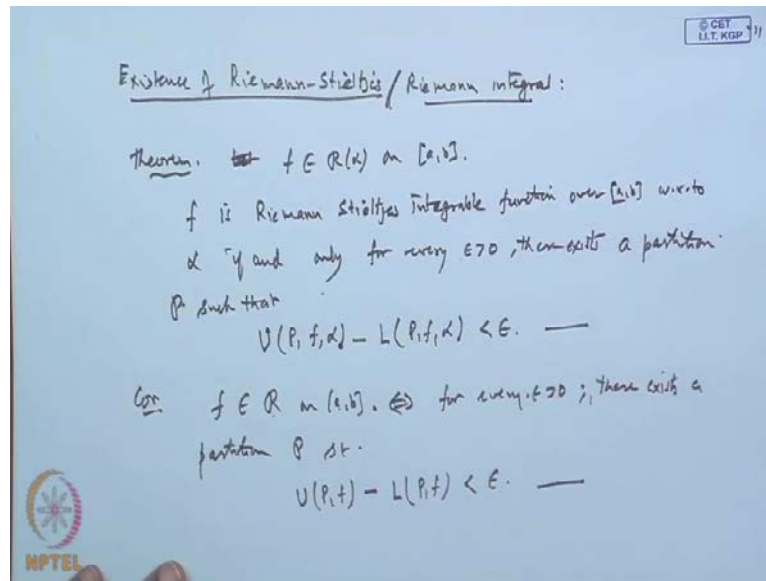 © CET
I.I.T. KGP
Existence of Riemann-Stieltjes / Riemann integral :
Theorem. f ∈ R(α) on [a,b].
f is Riemann Stieltjes Integrable function over [a,b] w.r.to
α if and only for every ε>0, there exists a partition
P such that
U(P, f, α) - L(P, f, α) < ε. —
Cor f ∈ R on [a,b]. ⇔ for every ε>0 ; there exists a
partition P st.
U(P,f) - L(P,f) < ε. —
NPTEL